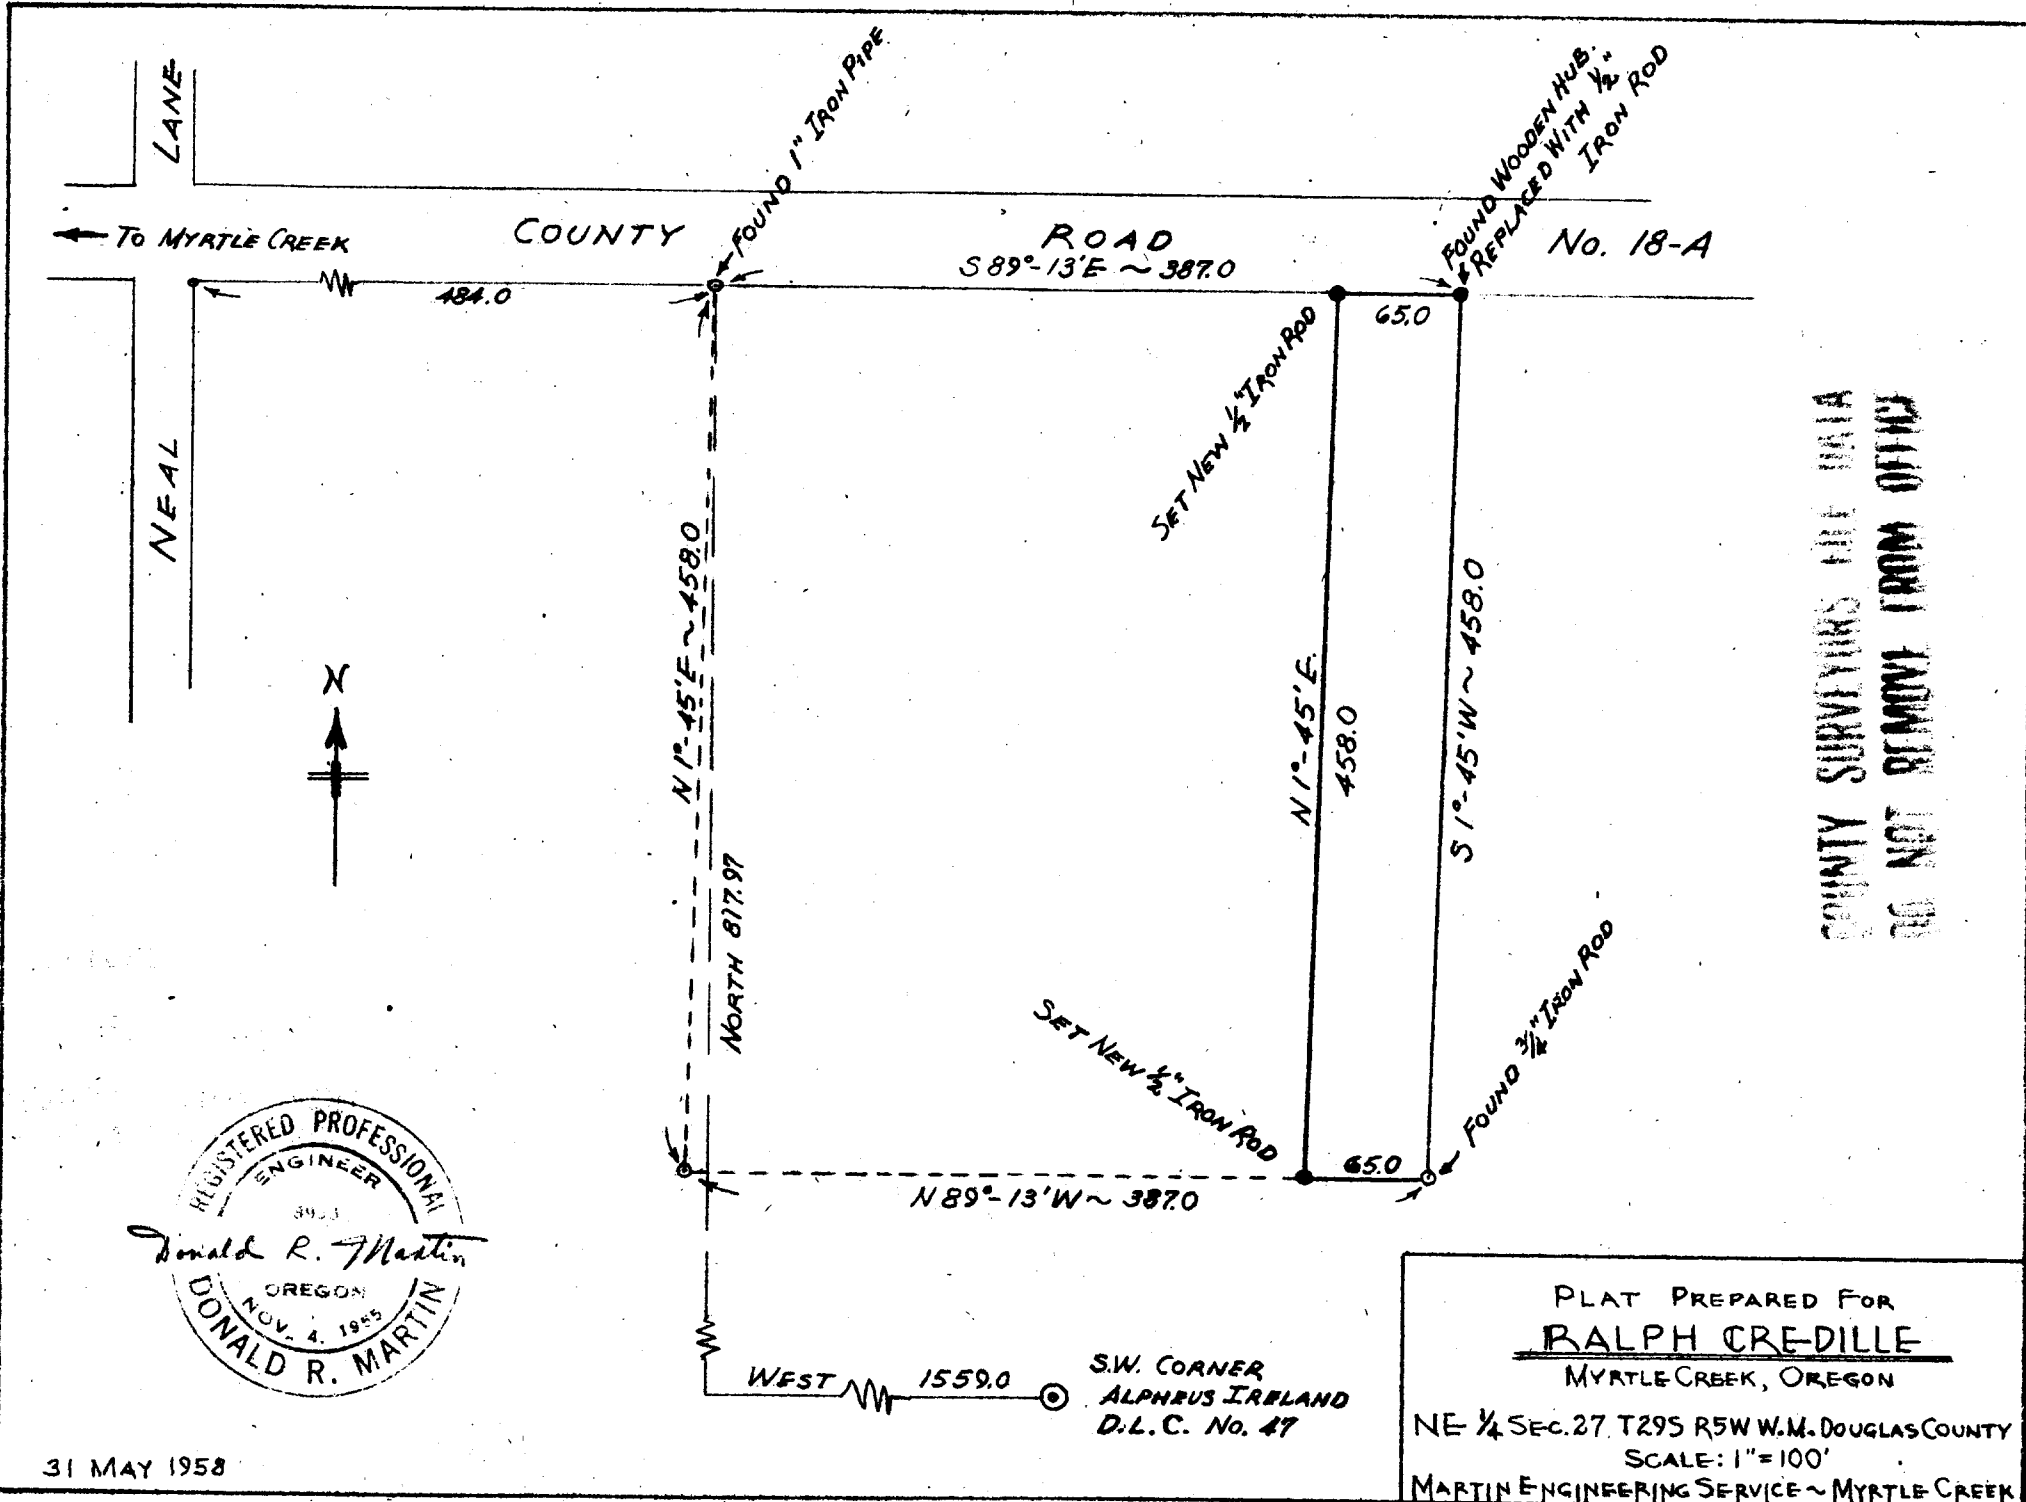 LANE
FOUND 1" IRON PIPE
FOUND WOODEN HUB.
REPLACED WITH 1/2"
IRON ROD
TO MYRTLE CREEK
COUNTY ROAD No. 18-A
S 89°-13'E ~ 387.0
484.0
65.0
SET NEW 1/2" IRON ROD
NEAL
N 1°-45'E ~ 458.0
NORTH 817.97
N 1°-45'E.
458.0
S 1°-45'W ~ 458.0
COUNTY SURVEYORS FILE DATA
DO NOT REMOVE FROM OFFICE
N
SET NEW 1/2" IRON ROD
FOUND 3/4" IRON ROD
65.0
N 89°-13'W ~ 387.0
REGISTERED PROFESSIONAL
ENGINEER
Donald R. Martin
OREGON
NOV. 4. 1955
DONALD R. MARTIN
WEST 1559.0
S.W. CORNER
ALPHEUS IRELAND
D.L.C. No. 47
31 MAY 1958
PLAT PREPARED FOR
RALPH CREDILLE
MYRTLE CREEK, OREGON
NE 1/4 SEC. 27 T29S R5W W.M. DOUGLAS COUNTY
SCALE: 1"=100'
MARTIN ENGINEERING SERVICE ~ MYRTLE CREEK